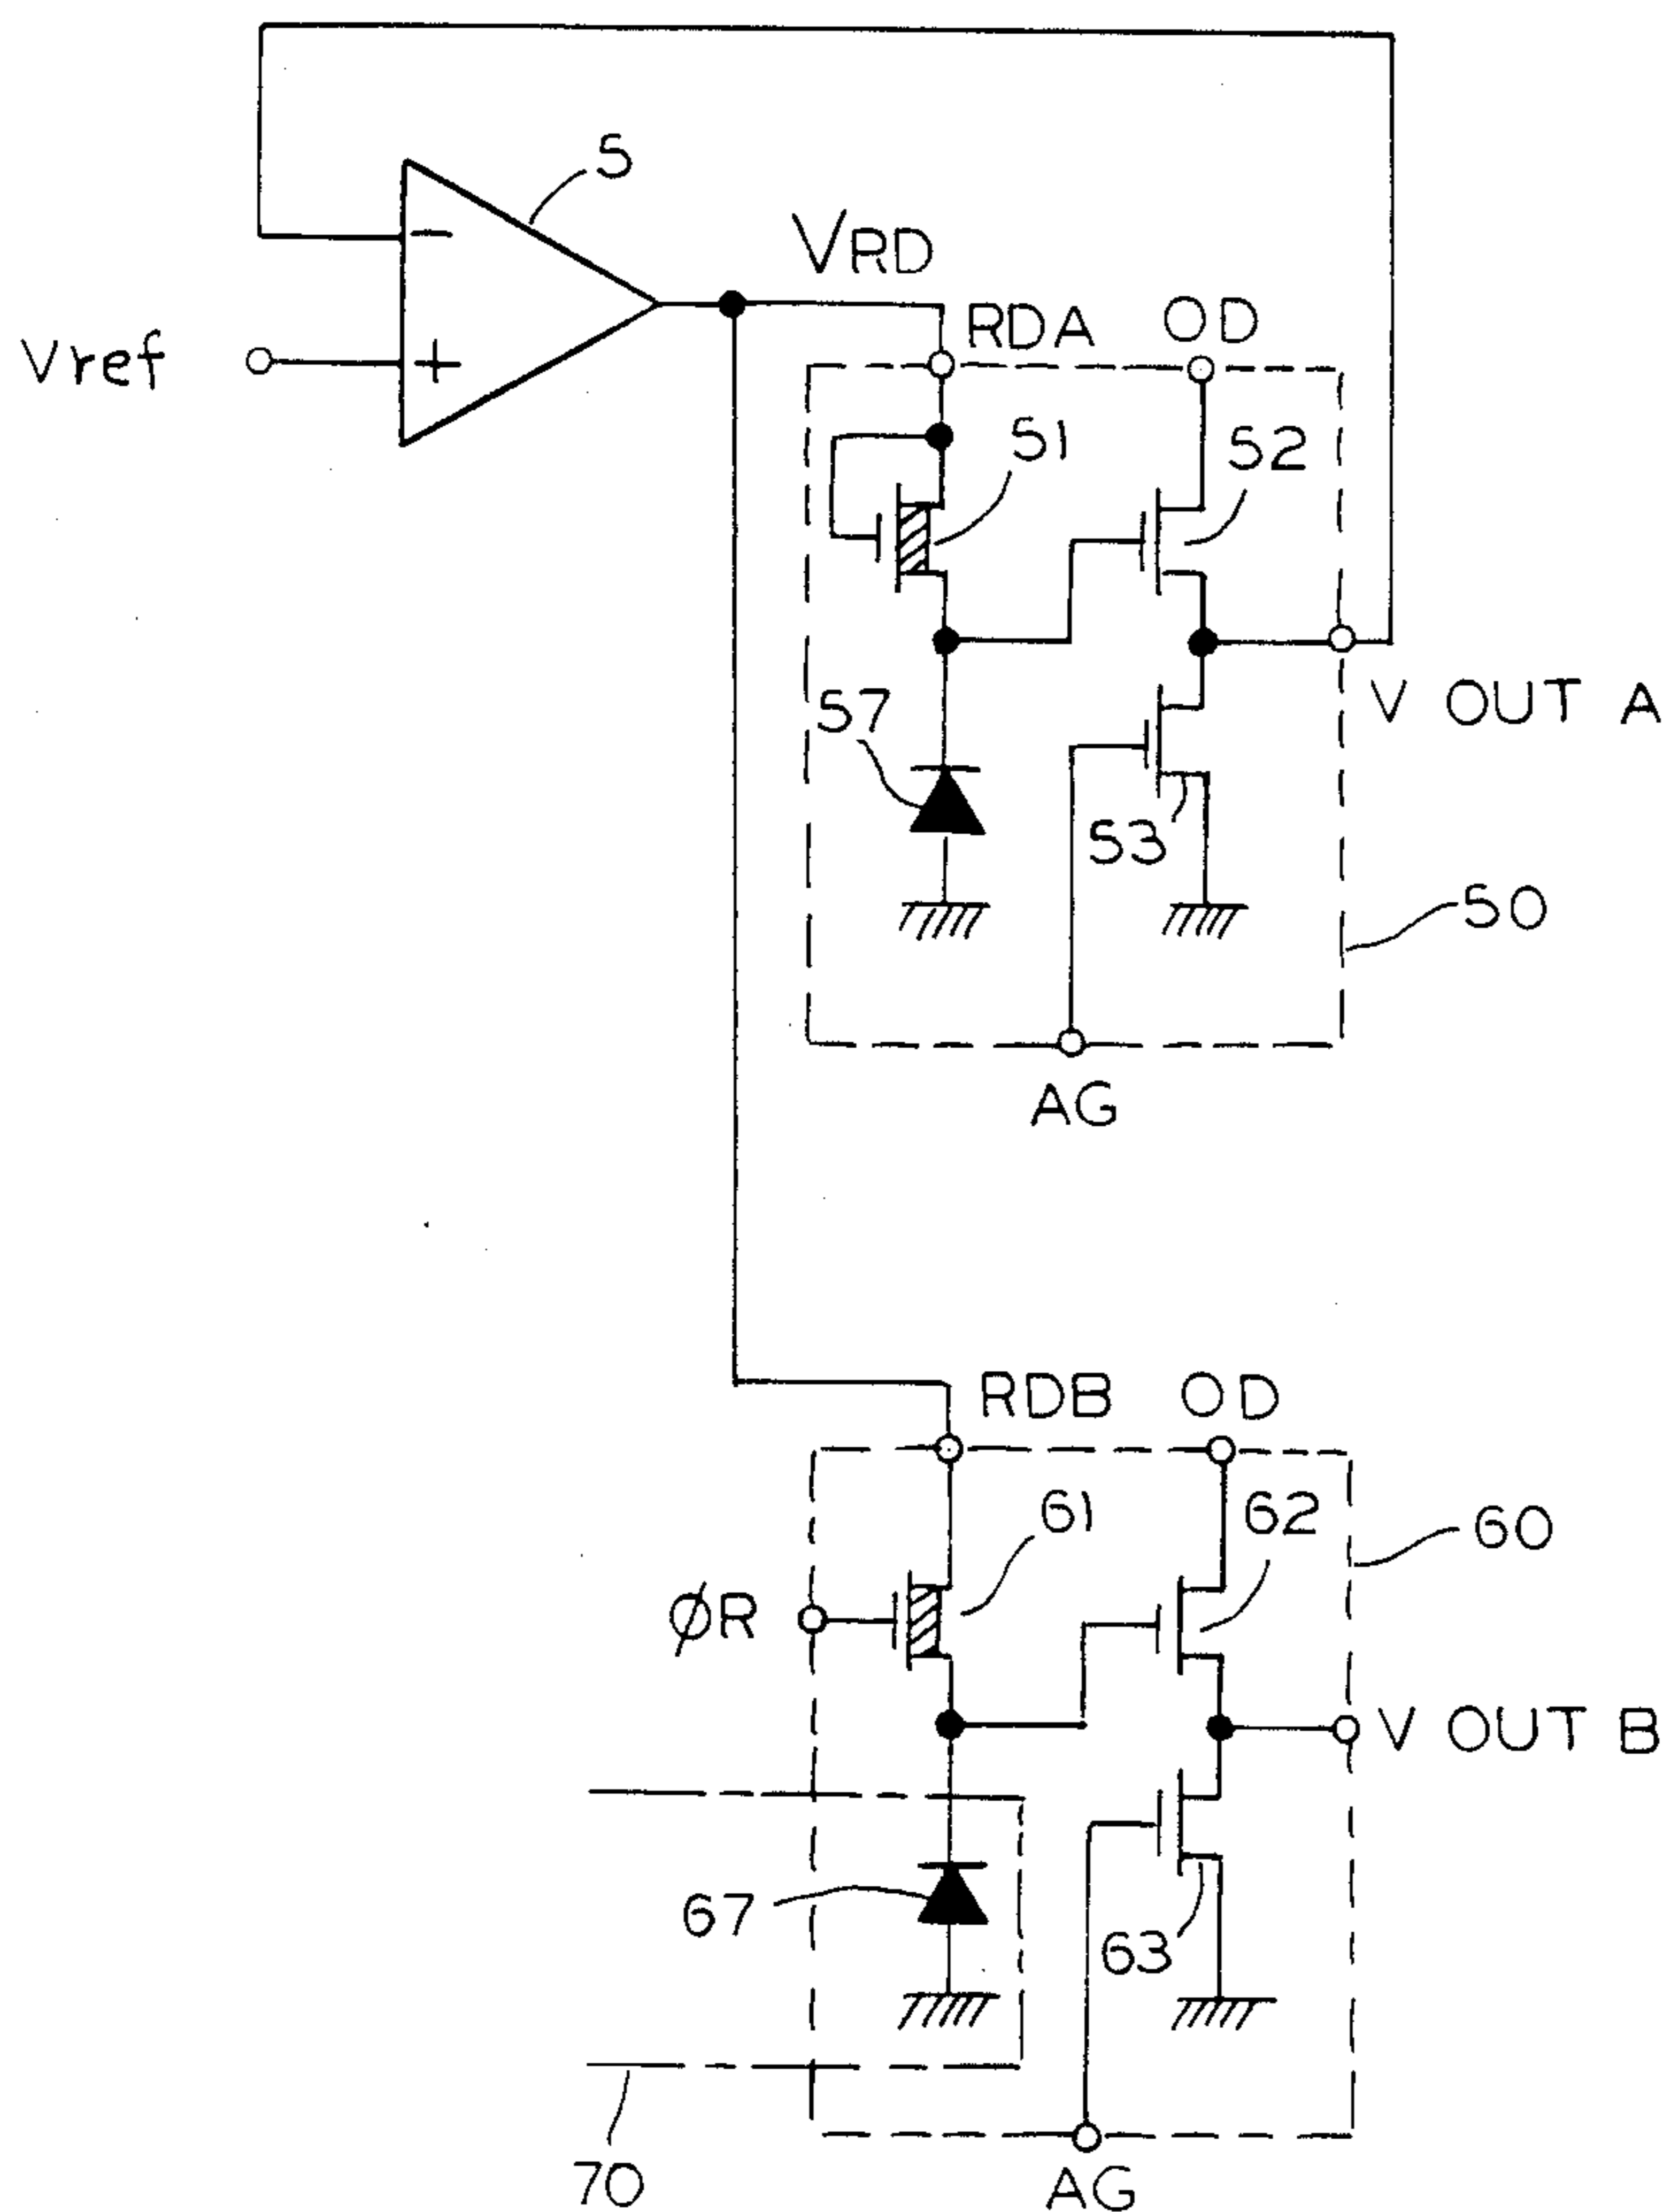 5
VRD
Vref
RDA OD
-
+
51
52
57
V OUT A
53
50
AG
RDB OD
61
62
60
øR
V OUT B
67
63
70
AG